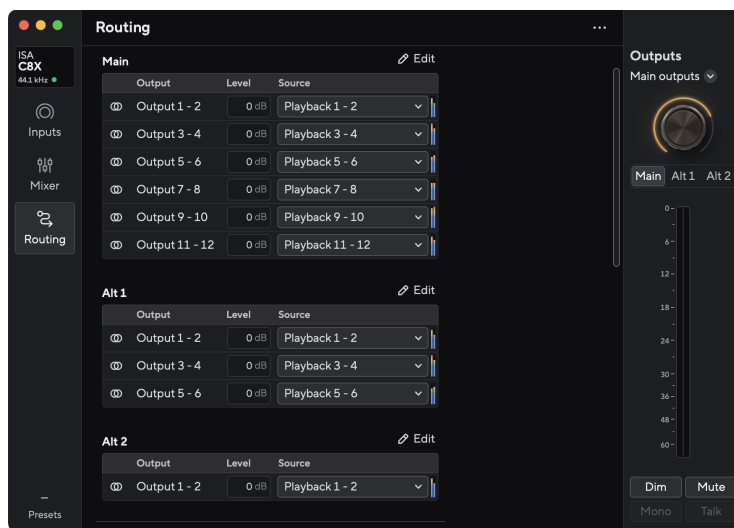 Routing
...
ISA
C8X
44.1 kHz
Inputs
Mixer
Routing
Presets
Main
Edit
Output Level Source
Output 1 - 2 0 dB Playback 1 - 2
Output 3 - 4 0 dB Playback 3 - 4
Output 5 - 6 0 dB Playback 5 - 6
Output 7 - 8 0 dB Playback 7 - 8
Output 9 - 10 0 dB Playback 9 - 10
Output 11 - 12 0 dB Playback 11 - 12
Alt 1
Edit
Output Level Source
Output 1 - 2 0 dB Playback 1 - 2
Output 3 - 4 0 dB Playback 3 - 4
Output 5 - 6 0 dB Playback 5 - 6
Alt 2
Edit
Output Level Source
Output 1 - 2 0 dB Playback 1 - 2
Outputs
Main outputs
Main Alt 1 Alt 2
0
6
12
18
24
30
36
48
60
Dim Mute
Mono Talk